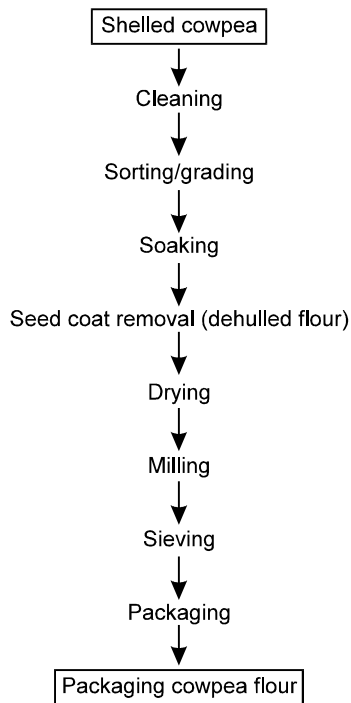 Shelled cowpea
Cleaning
Sorting/grading
Soaking
Seed coat removal (dehulled flour)
Drying
Milling
Sieving
Packaging
Packaging cowpea flour